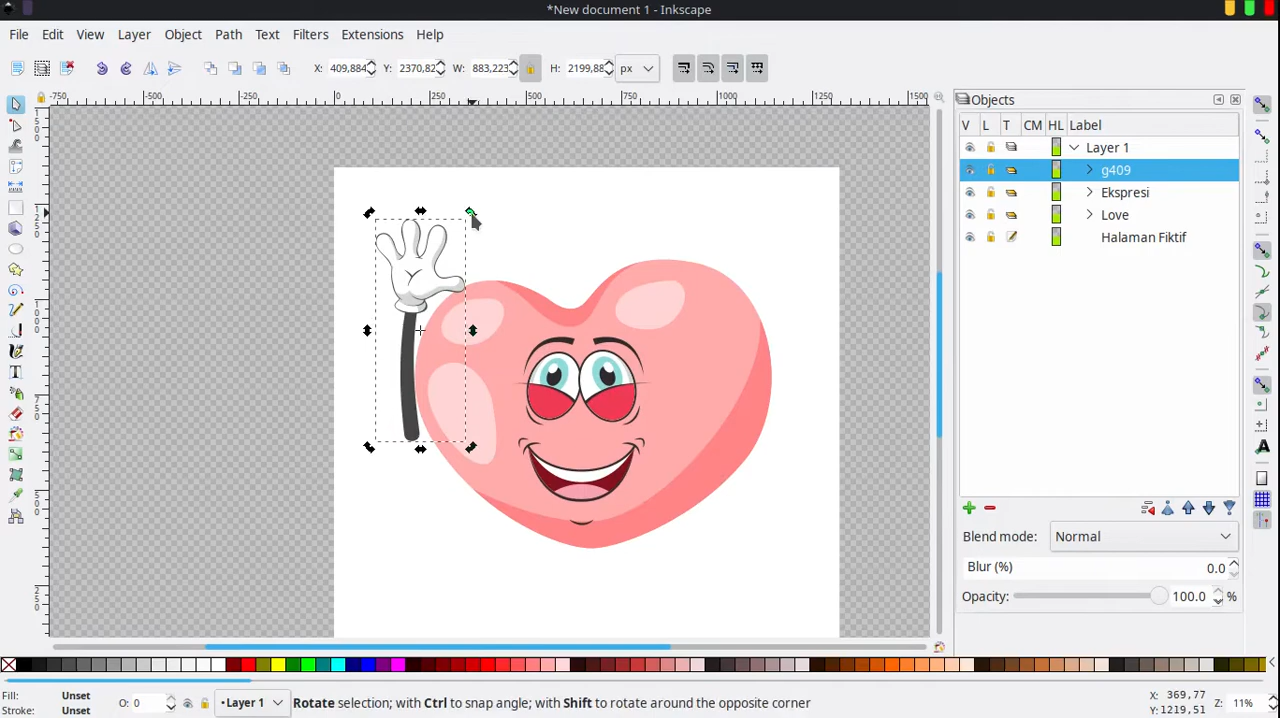 *New document 1 - Inkscape
File Edit View Layer Object Path Text Filters Extensions Help
X: 409,884 Y: 2370,82 W: 883,223 H: 2199,88 px
-750 -500 -250 0 250 500 750 1000 1250 1500
Objects
V L T CM HL Label
Layer 1
g409
Ekspresi
Love
Halaman Fiktif
Blend mode: Normal
Blur (%) 0.0
Opacity: 100.0 %
Fill: Unset
Stroke: Unset
O: 0
•Layer 1
Rotate selection; with Ctrl to snap angle; with Shift to rotate around the opposite corner
X: 369,77
Y: 1219,51
Z: 11%